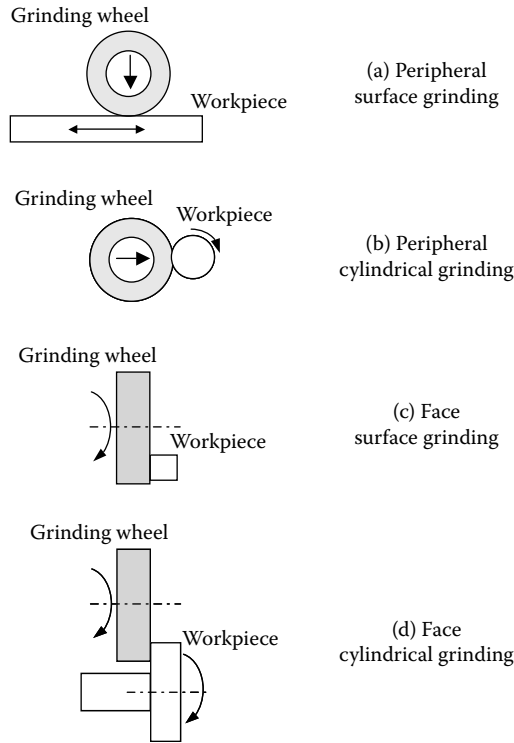 Grinding wheel
Workpiece
(a) Peripheral
surface grinding
Grinding wheel
Workpiece
(b) Peripheral
cylindrical grinding
Grinding wheel
Workpiece
(c) Face
surface grinding
Grinding wheel
Workpiece
(d) Face
cylindrical grinding